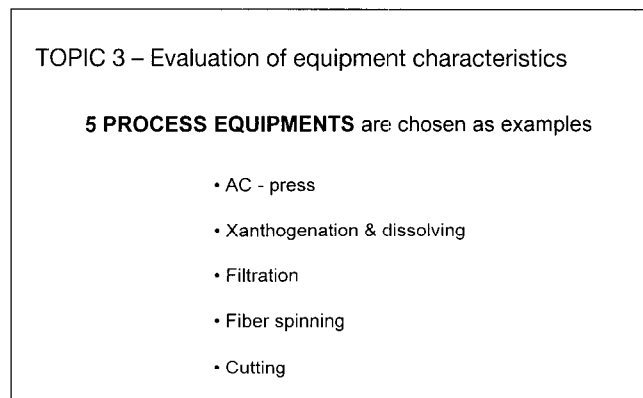 TOPIC 3 – Evaluation of equipment characteristics
5 PROCESS EQUIPMENTS are chosen as examples
• AC - press
• Xanthogenation & dissolving
• Filtration
• Fiber spinning
• Cutting